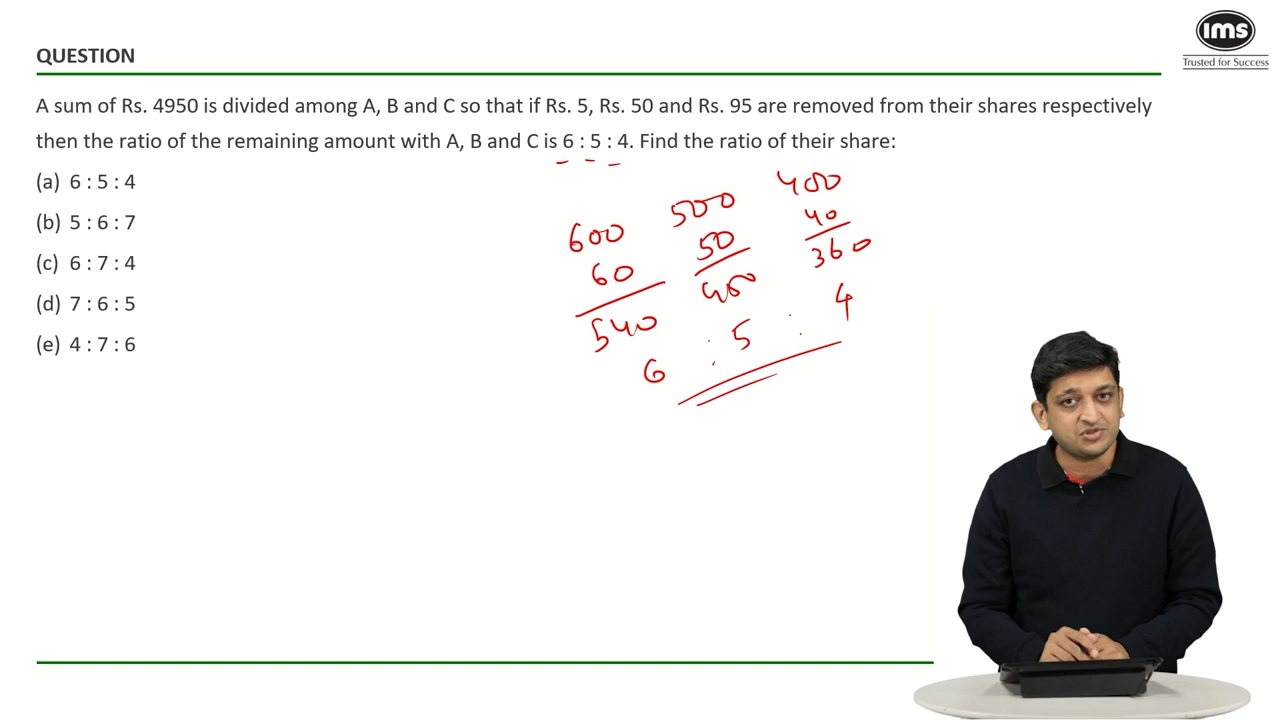 QUESTION
ims
Trusted for Success
A sum of Rs. 4950 is divided among A, B and C so that if Rs. 5, Rs. 50 and Rs. 95 are removed from their shares respectively
then the ratio of the remaining amount with A, B and C is 6 : 5 : 4. Find the ratio of their share:
(a) 6 : 5 : 4
(b) 5 : 6 : 7
(c) 6 : 7 : 4
(d) 7 : 6 : 5
(e) 4 : 7 : 6
600 500 400
60 50 40
540 450 360
6 : 5 : 4